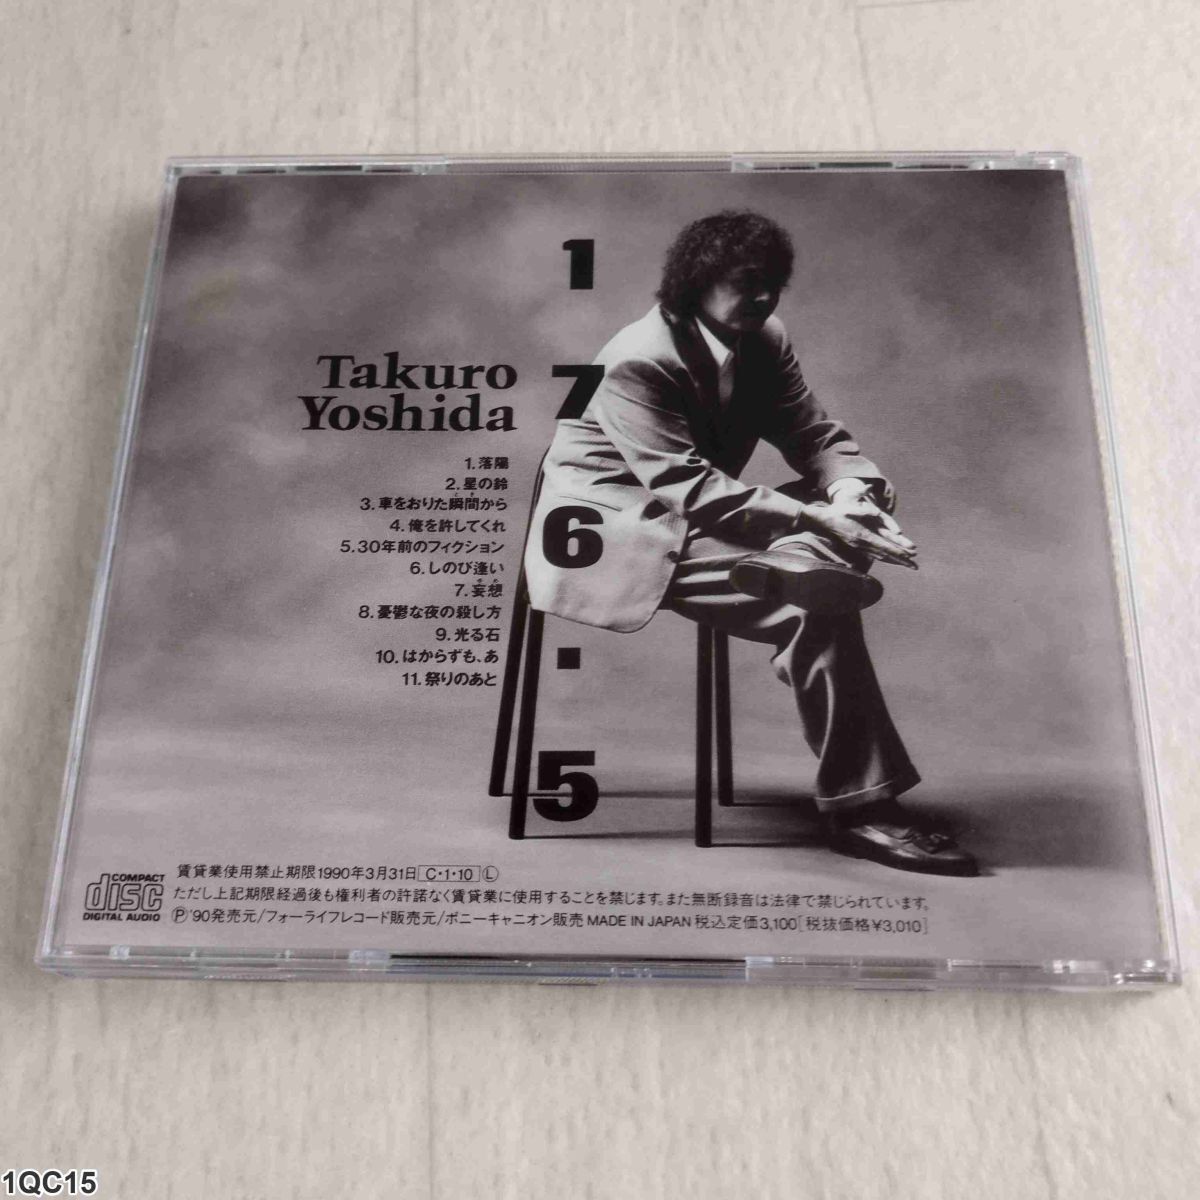 1
7
6
.
5
Takuro
Yoshida
1. 落陽
2. 星の鈴
3. 車をおりた瞬間から
4. 俺を許してくれ
5. 30年前のフィクション
6. しのび逢い
7. 妄想
8. 憂鬱な夜の殺し方
9. 光る石
10. はからずも、あ
11. 祭りのあと
COMPACT
disc
DIGITAL AUDIO
賃貸業使用禁止期限1990年3月31日 C・1・10 Ⓛ
ただし上記期限経過後も権利者の許諾なく賃貸業に使用することを禁じます。また無断録音は法律で禁じられています。
Ⓟ'90発売元/フォーライフレコード販売元/ポニーキャニオン販売 MADE IN JAPAN 税込定価3,100[税抜価格¥3,010]
1QC15